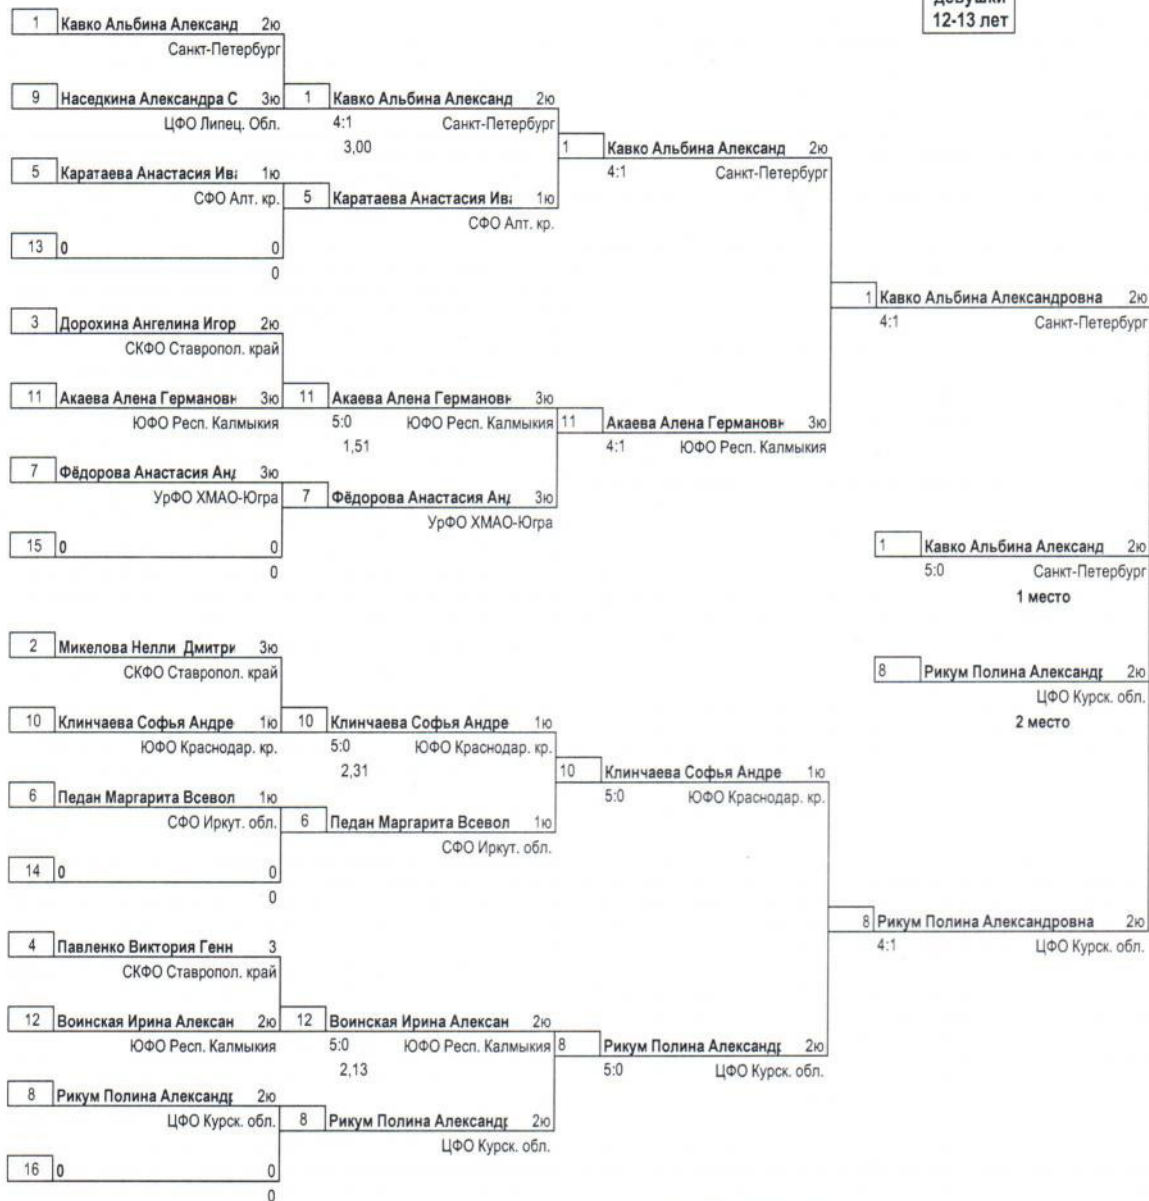 девушки
12-13 лет
1 Кавко Альбина Александ 2ю
Санкт-Петербург
9 Наседкина Александра С 3ю
ЦФО Липец. Обл.
5 Каратаева Анастасия Ива 1ю
СФО Алт. кр.
13 0 0
0
3 Дорохина Ангелина Игор 2ю
СКФО Ставропол. край
11 Акаева Алена Германовн 3ю
ЮФО Респ. Калмыкия
7 Фёдорова Анастасия Анд 3ю
УрФО ХМАО-Югра
15 0 0
0
2 Микелова Нелли Дмитри 3ю
СКФО Ставропол. край
10 Клинчаева Софья Андре 1ю
ЮФО Краснодар. кр.
6 Педан Маргарита Всевол 1ю
СФО Иркут. обл.
14 0 0
0
4 Павленко Виктория Генн 3
СКФО Ставропол. край
12 Воинская Ирина Алексан 2ю
ЮФО Респ. Калмыкия
8 Рикум Полина Александр 2ю
ЦФО Курск. обл.
16 0 0
0
1 Кавко Альбина Александ 2ю
4:1 Санкт-Петербург
3,00
5 Каратаева Анастасия Ива 1ю
СФО Алт. кр.
11 Акаева Алена Германовн 3ю
5:0 ЮФО Респ. Калмыкия
1,51
7 Фёдорова Анастасия Анд 3ю
УрФО ХМАО-Югра
10 Клинчаева Софья Андре 1ю
5:0 ЮФО Краснодар. кр.
2,31
6 Педан Маргарита Всевол 1ю
СФО Иркут. обл.
12 Воинская Ирина Алексан 2ю
5:0 ЮФО Респ. Калмыкия
2,13
8 Рикум Полина Александр 2ю
ЦФО Курск. обл.
1 Кавко Альбина Александ 2ю
4:1 Санкт-Петербург
11 Акаева Алена Германовн 3ю
4:1 ЮФО Респ. Калмыкия
10 Клинчаева Софья Андре 1ю
5:0 ЮФО Краснодар. кр.
8 Рикум Полина Александр 2ю
5:0 ЦФО Курск. обл.
1 Кавко Альбина Александровна 2ю
4:1 Санкт-Петербург
1 Кавко Альбина Александ 2ю
5:0 Санкт-Петербург
1 место
8 Рикум Полина Александр 2ю
ЦФО Курск. обл.
2 место
8 Рикум Полина Александровна 2ю
4:1 ЦФО Курск. обл.